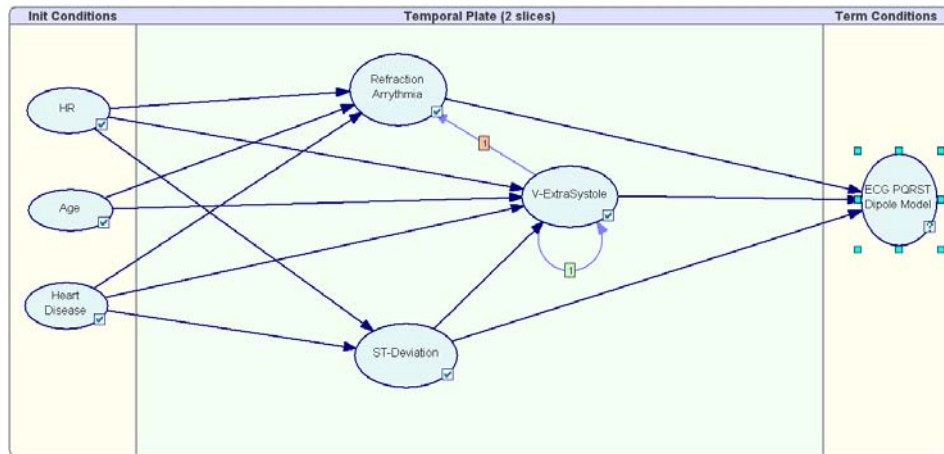 Init Conditions
Temporal Plate (2 slices)
Term Conditions
Refraction
Arrythmia
HR
1
V-ExtraSystole
ECG PQRST
Dipole Model
?
Age
1
Heart
Disease
ST-Deviation